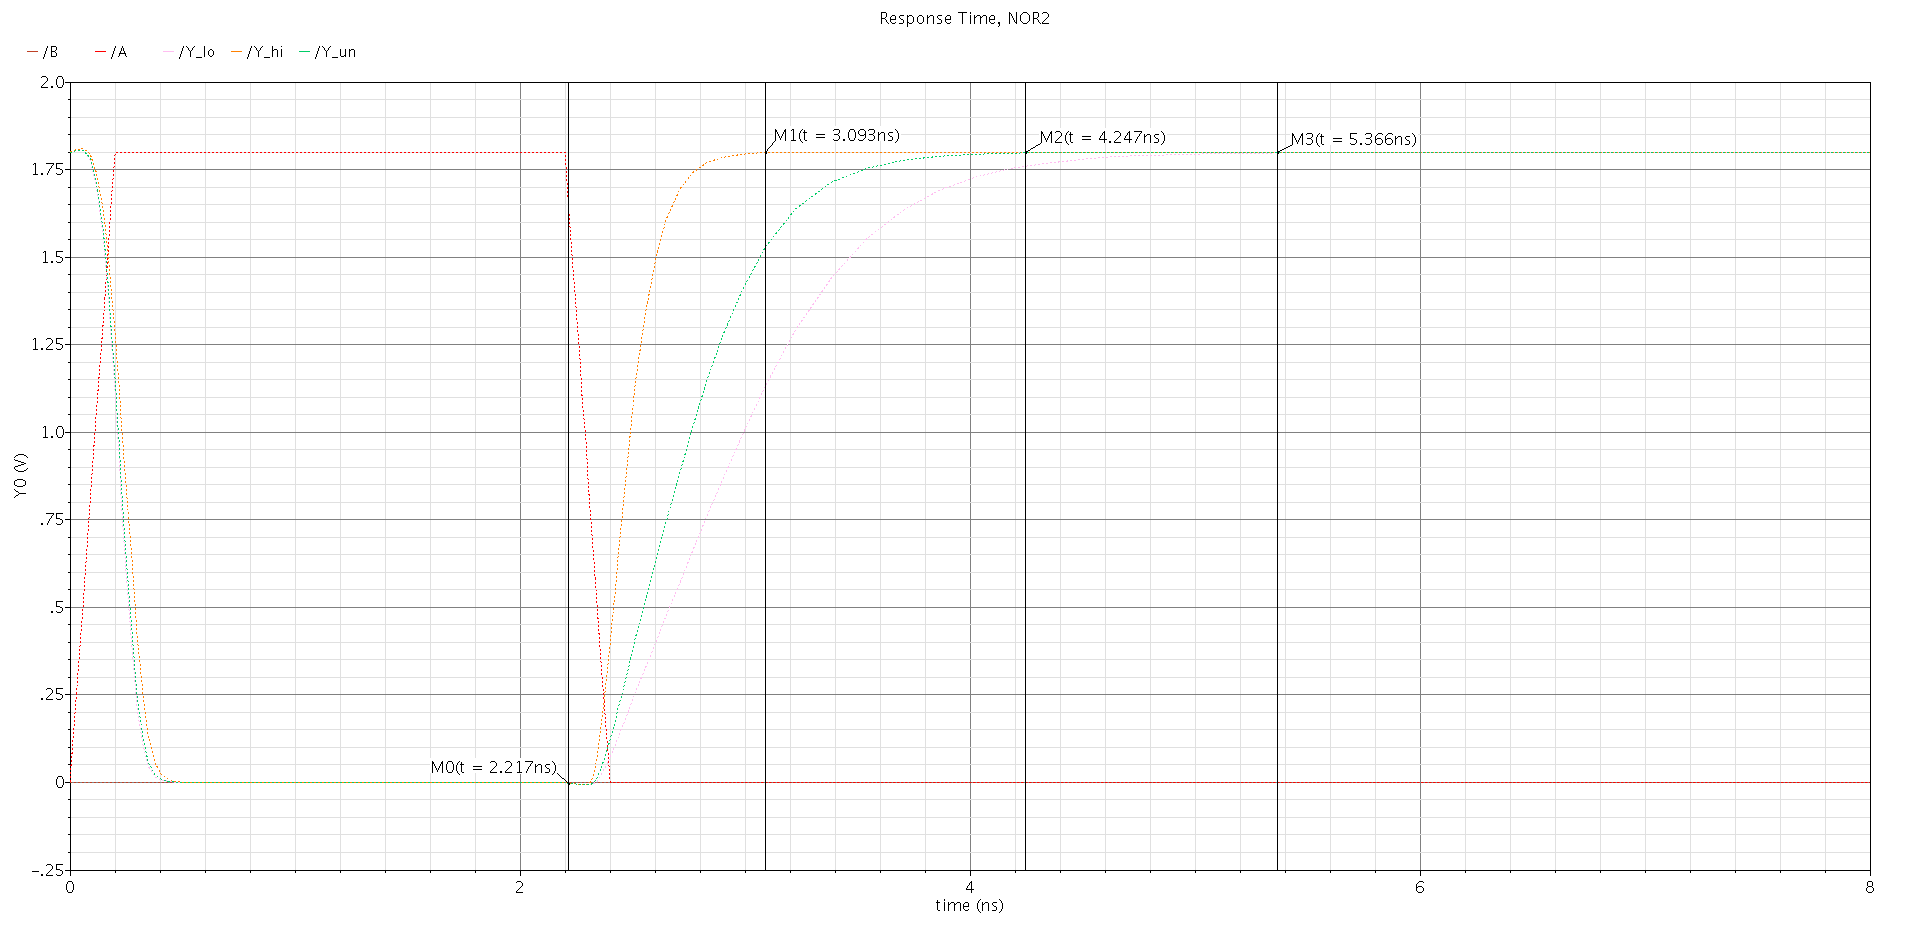 Response Time, NOR2
/B /A /Y_lo /Y_hi /Y_un
2.0
M1(t = 3.093ns) M2(t = 4.247ns) M3(t = 5.366ns)
1.75
1.5
1.25
1.0
Y0 (V)
.75
.5
.25
M0(t = 2.217ns)
0
-.25
0 2 4 6 8
time (ns)